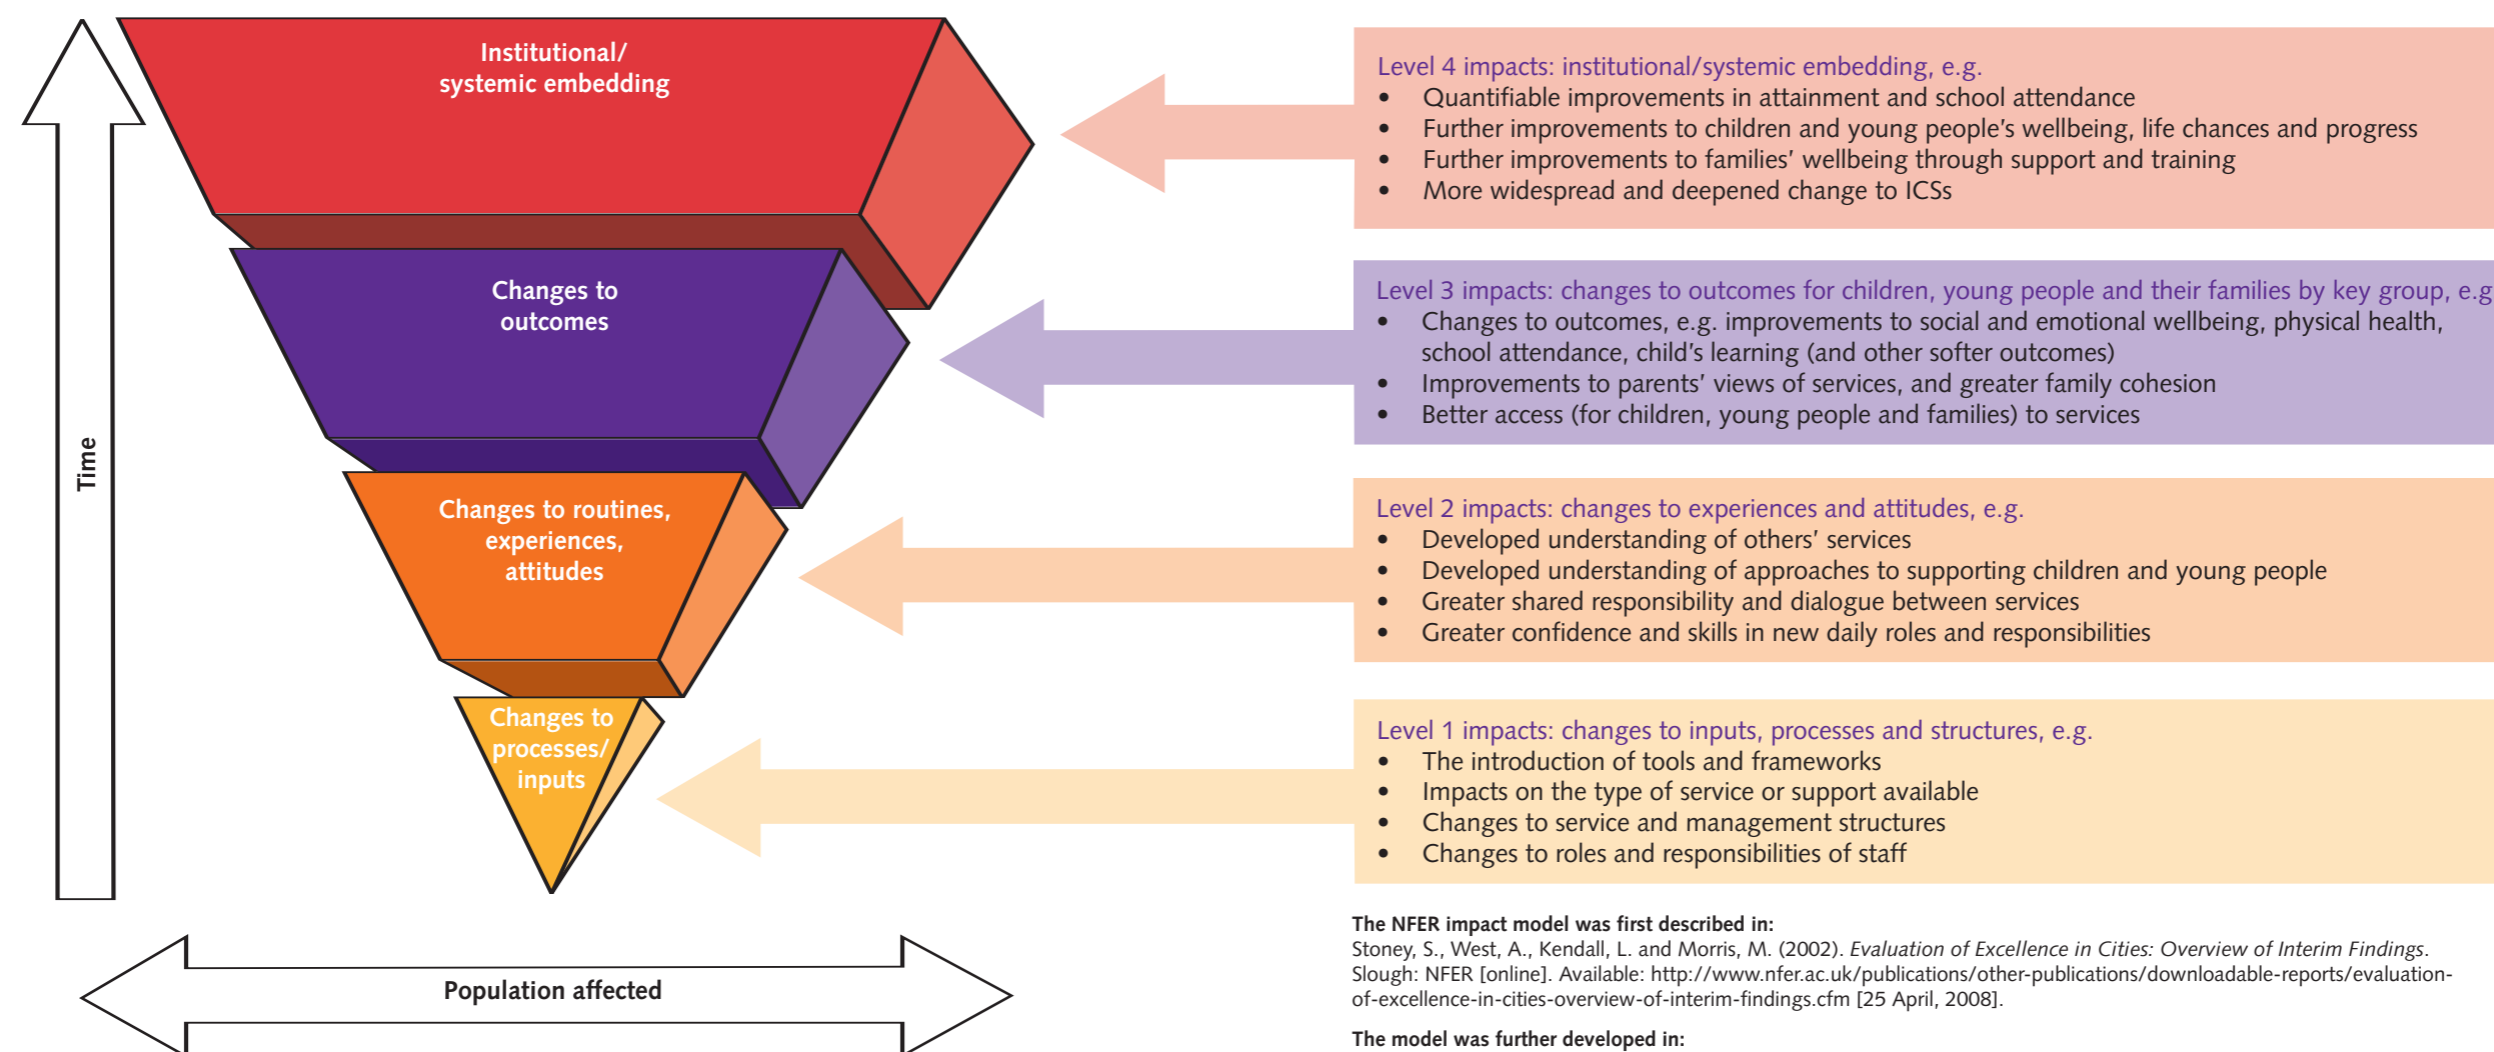 Institutional/
systemic embedding
Changes to
outcomes
Changes to routines,
experiences,
attitudes
Changes to
processes/
inputs
Time
Population affected
Level 4 impacts: institutional/systemic embedding, e.g.
• Quantifiable improvements in attainment and school attendance
• Further improvements to children and young people’s wellbeing, life chances and progress
• Further improvements to families’ wellbeing through support and training
• More widespread and deepened change to ICSs
Level 3 impacts: changes to outcomes for children, young people and their families by key group, e.g
• Changes to outcomes, e.g. improvements to social and emotional wellbeing, physical health,
school attendance, child’s learning (and other softer outcomes)
• Improvements to parents’ views of services, and greater family cohesion
• Better access (for children, young people and families) to services
Level 2 impacts: changes to experiences and attitudes, e.g.
• Developed understanding of others’ services
• Developed understanding of approaches to supporting children and young people
• Greater shared responsibility and dialogue between services
• Greater confidence and skills in new daily roles and responsibilities
Level 1 impacts: changes to inputs, processes and structures, e.g.
• The introduction of tools and frameworks
• Impacts on the type of service or support available
• Changes to service and management structures
• Changes to roles and responsibilities of staff
The NFER impact model was first described in:
Stoney, S., West, A., Kendall, L. and Morris, M. (2002). Evaluation of Excellence in Cities: Overview of Interim Findings.
Slough: NFER [online]. Available: http://www.nfer.ac.uk/publications/other-publications/downloadable-reports/evaluation-
of-excellence-in-cities-overview-of-interim-findings.cfm [25 April, 2008].
The model was further developed in: